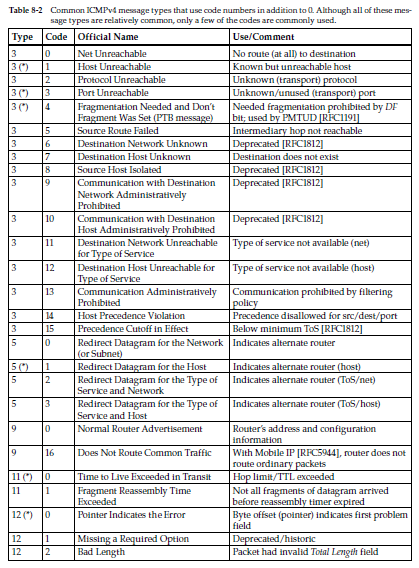 Table 8-2 Common ICMPv4 message types that use code numbers in addition to 0. Although all of these mes-
sage types are relatively common, only a few of the codes are commonly used.
Type Code Official Name Use/Comment
3 0 Net Unreachable No route (at all) to destination
3 (*) 1 Host Unreachable Known but unreachable host
3 2 Protocol Unreachable Unknown (transport) protocol
3 (*) 3 Port Unreachable Unknown/unused (transport) port
3 (*) 4 Fragmentation Needed and Don't Needed fragmentation prohibited by DF
Fragment Was Set (PTB message) bit; used by PMTUD [RFC1191]
3 5 Source Route Failed Intermediary hop not reachable
3 6 Destination Network Unknown Deprecated [RFC1812]
3 7 Destination Host Unknown Destination does not exist
3 8 Source Host Isolated Deprecated [RFC1812]
3 9 Communication with Destination Deprecated [RFC1812]
Network Administratively
Prohibited
3 10 Communication with Destination Deprecated [RFC1812]
Host Administratively Prohibited
3 11 Destination Network Unreachable Type of service not available (net)
for Type of Service
3 12 Destination Host Unreachable for Type of service not available (host)
Type of Service
3 13 Communication Administratively Communication prohibited by filtering
Prohibited policy
3 14 Host Precedence Violation Precedence disallowed for src/dest/port
3 15 Precedence Cutoff in Effect Below minimum ToS [RFC1812]
5 0 Redirect Datagram for the Network Indicates alternate router
(or Subnet)
5 (*) 1 Redirect Datagram for the Host Indicates alternate router (host)
5 2 Redirect Datagram for the Type of Indicates alternate router (ToS/net)
Service and Network
5 3 Redirect Datagram for the Type of Indicates alternate router (ToS/host)
Service and Host
9 0 Normal Router Advertisement Router's address and configuration
information
9 16 Does Not Route Common Traffic With Mobile IP [RFC5944], router does not
route ordinary packets
11 (*) 0 Time to Live Exceeded in Transit Hop limit/TTL exceeded
11 1 Fragment Reassembly Time Not all fragments of datagram arrived
Exceeded before reassembly timer expired
12 (*) 0 Pointer Indicates the Error Byte offset (pointer) indicates first problem
field
12 1 Missing a Required Option Deprecated/historic
12 2 Bad Length Packet had invalid Total Length field